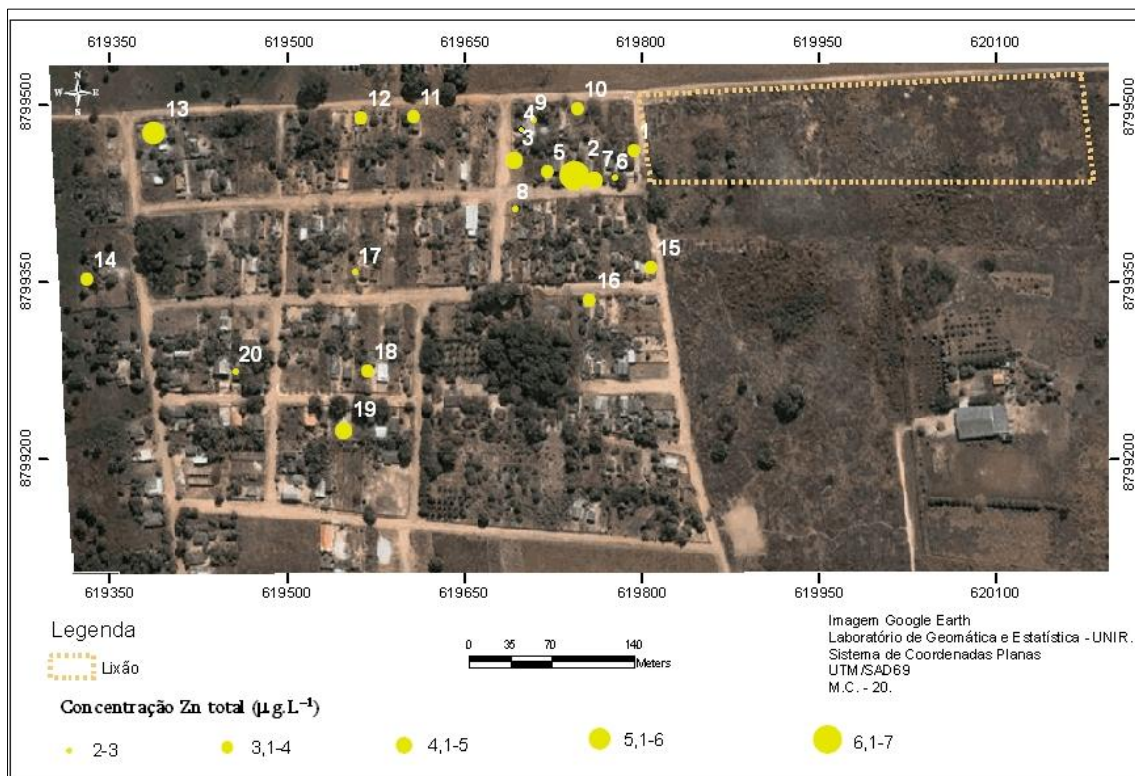 619350 619500 619650 619800 619950 620100
8799500 8799500
N
W E
S
13 12 11 9 10
4
3 1
5 2 7 6
8
17 15
14 16
8799350 8799350
20 18
19
8799200 8799200
619350 619500 619650 619800 619950 620100
Legenda
Lixão
0 35 70 140
Meters
Imagem Google Earth
Laboratório de Geomática e Estatística - UNIR.
Sistema de Coordenadas Planas
UTM/SAD69
M.C. - 20.
Concentração Zn total (µg.L⁻¹)
2-3 3,1-4 4,1-5 5,1-6 6,1-7